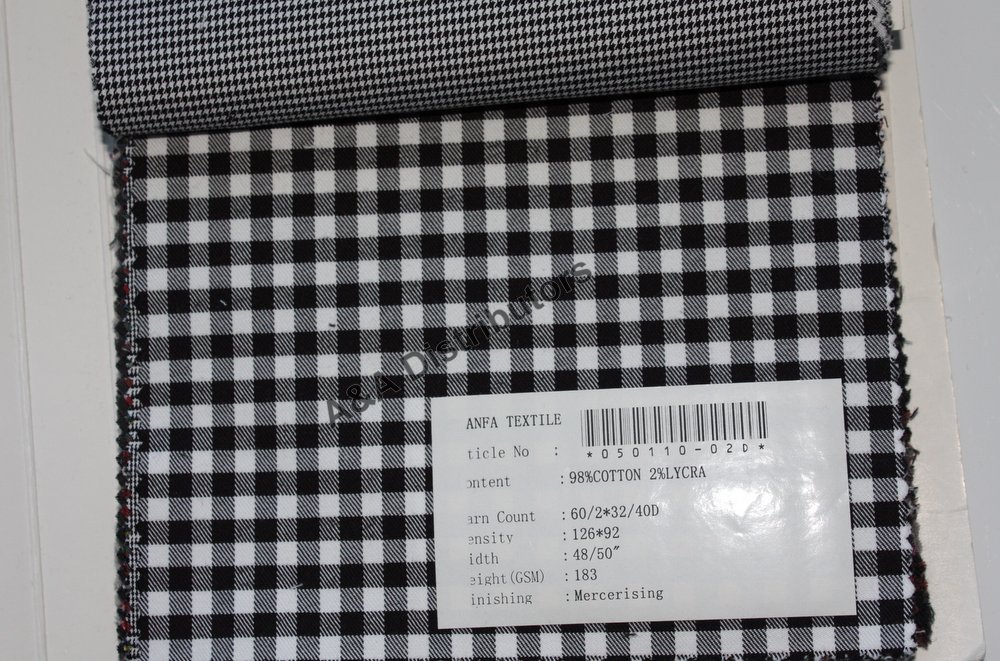 A&A Distributors
ANFA TEXTILE
*050110-02D*
ticle No :
ontent :98%COTTON 2%LYCRA
arn Count :60/2*32/40D
ensity :126*92
idth :48/50"
eight(GSM) :183
inishing :Mercerising